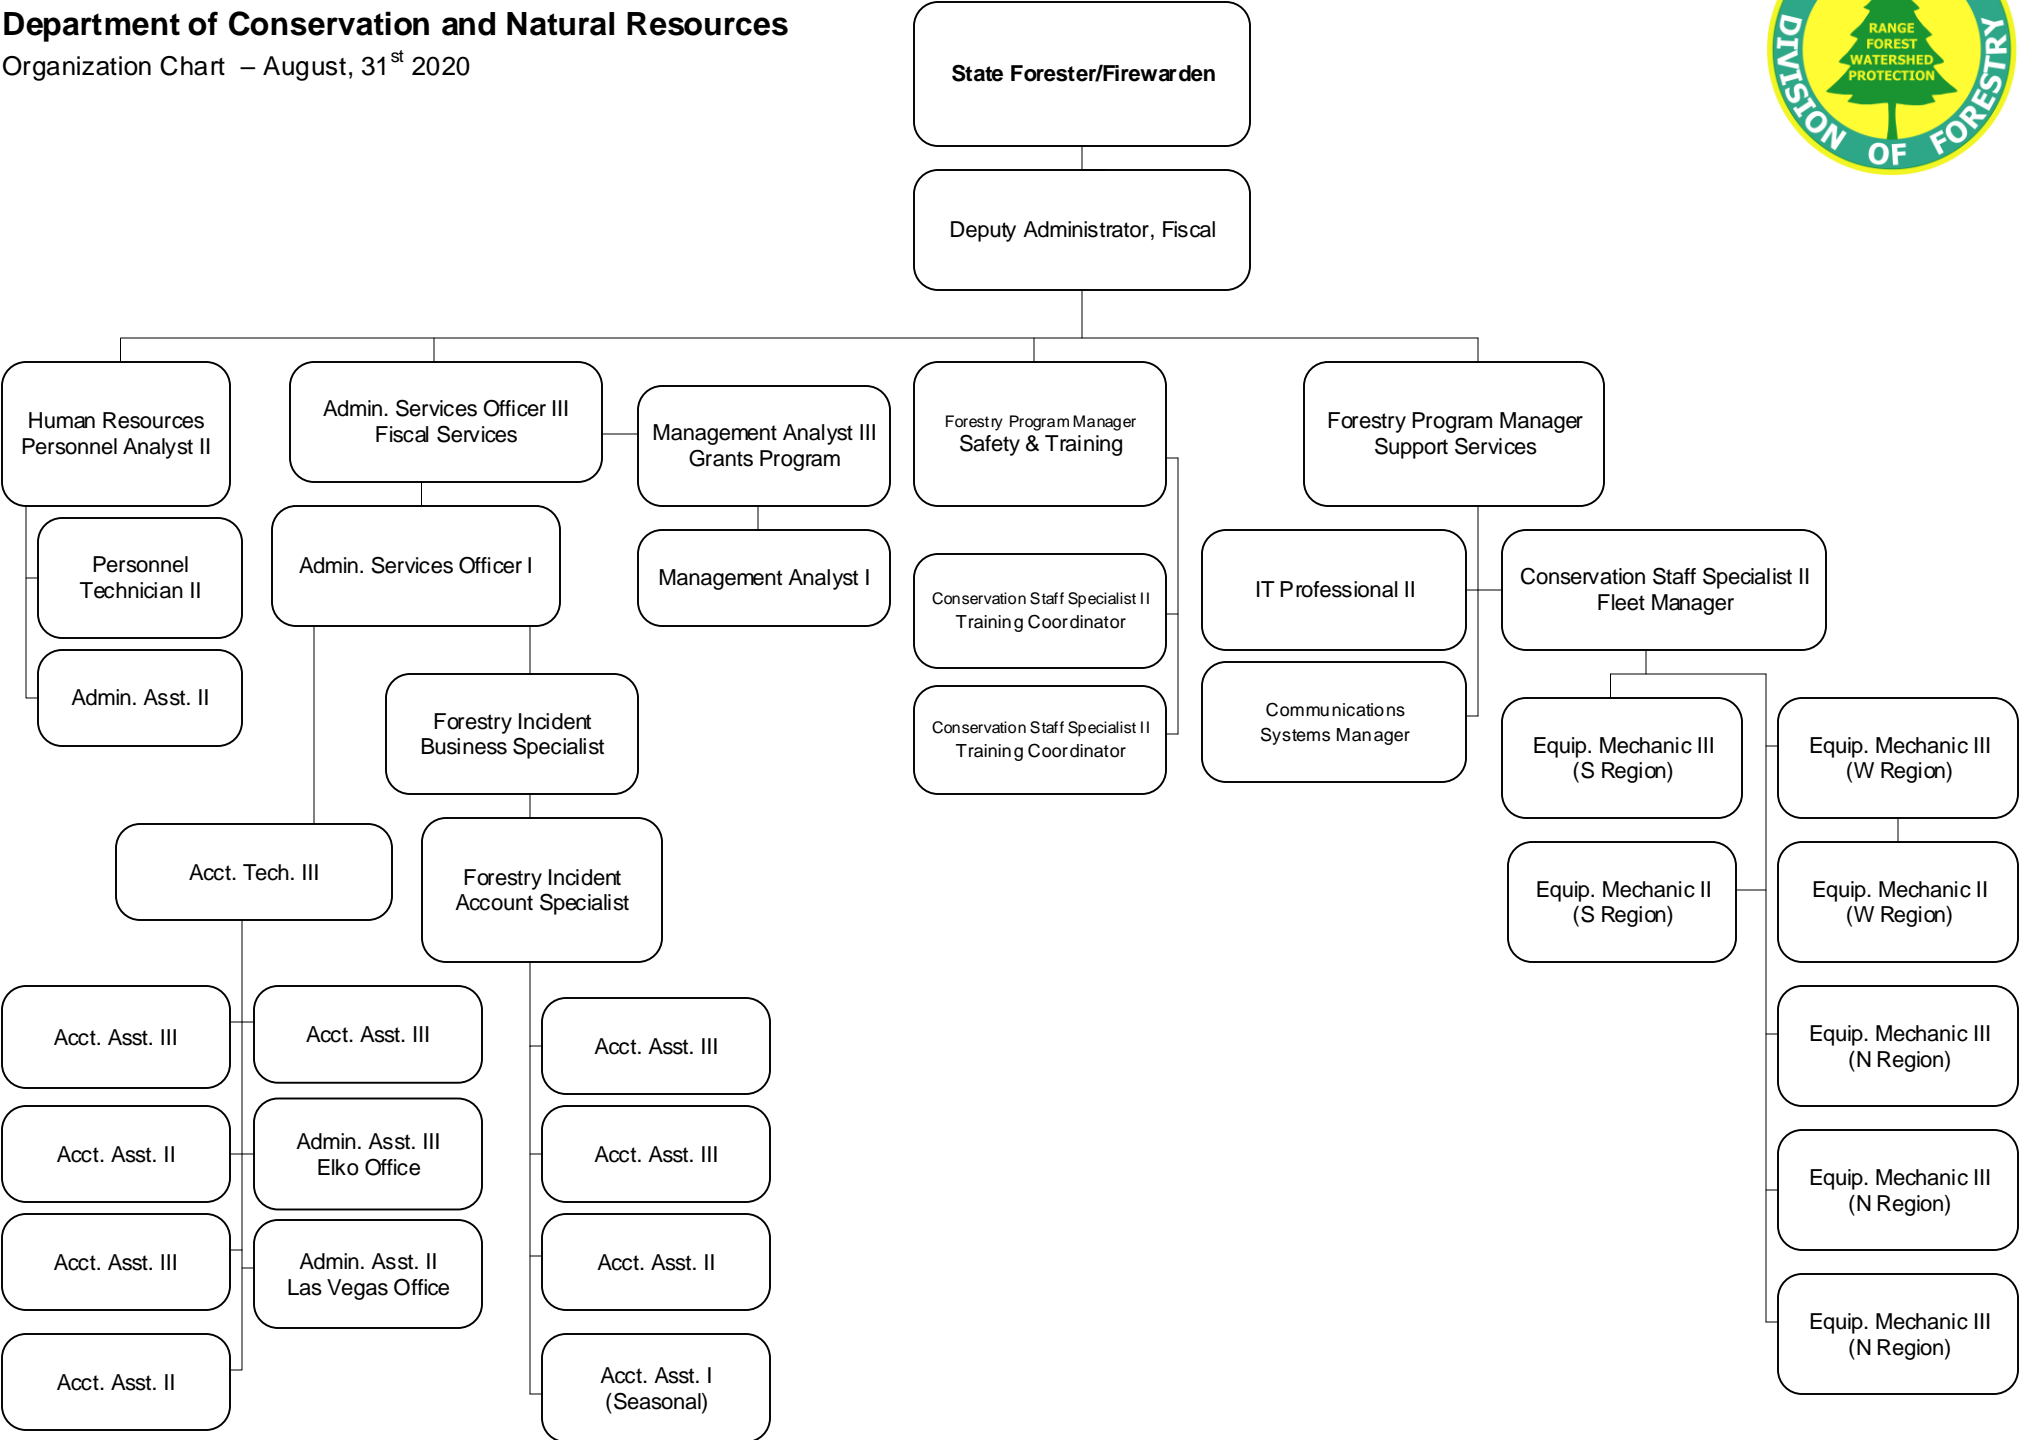 Department of Conservation and Natural Resources
Organization Chart – August, 31st 2020
RANGE
FOREST
WATERSHED
PROTECTION
DIVISION OF FORESTRY
State Forester/Firewarden
Deputy Administrator, Fiscal
Human Resources
Personnel Analyst II
Admin. Services Officer III
Fiscal Services
Management Analyst III
Grants Program
Forestry Program Manager
Safety & Training
Forestry Program Manager
Support Services
Personnel
Technician II
Admin. Asst. II
Admin. Services Officer I
Management Analyst I
Conservation Staff Specialist II
Training Coordinator
Conservation Staff Specialist II
Training Coordinator
IT Professional II
Communications
Systems Manager
Conservation Staff Specialist II
Fleet Manager
Forestry Incident
Business Specialist
Equip. Mechanic III
(S Region)
Equip. Mechanic III
(W Region)
Acct. Tech. III
Forestry Incident
Account Specialist
Equip. Mechanic II
(S Region)
Equip. Mechanic II
(W Region)
Acct. Asst. III
Acct. Asst. III
Acct. Asst. III
Equip. Mechanic III
(N Region)
Acct. Asst. II
Admin. Asst. III
Elko Office
Acct. Asst. III
Equip. Mechanic III
(N Region)
Acct. Asst. III
Admin. Asst. II
Las Vegas Office
Acct. Asst. II
Equip. Mechanic III
(N Region)
Acct. Asst. II
Acct. Asst. I
(Seasonal)